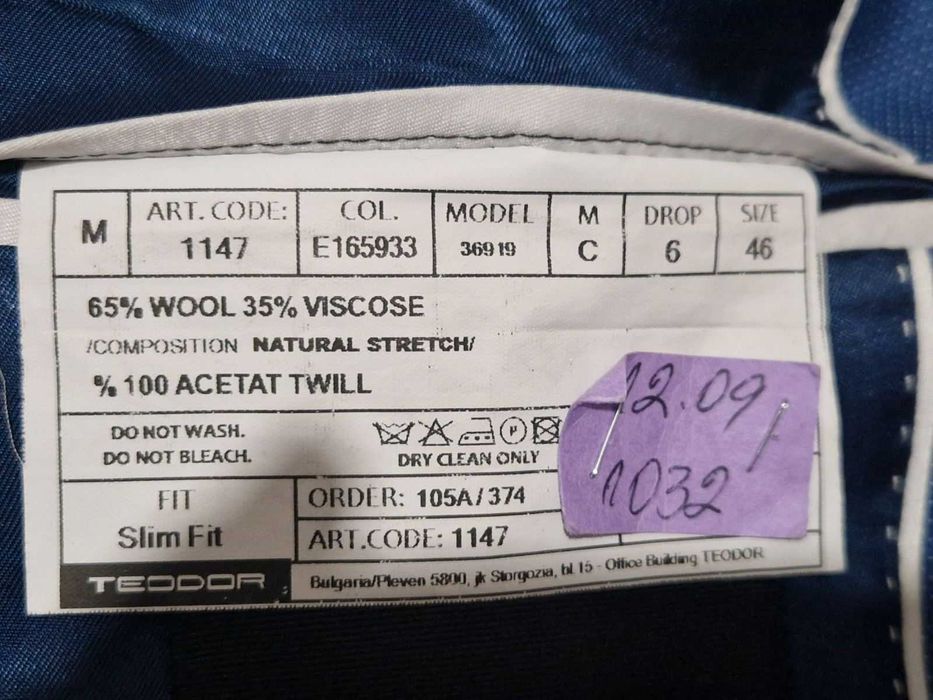 M
ART. CODE:
1147
COL.
E165933
MODEL
36919
M
C
DROP
6
SIZE
46
65% WOOL 35% VISCOSE
/COMPOSITION NATURAL STRETCH/
% 100 ACETAT TWILL
DO NOT WASH.
DO NOT BLEACH.
P
DRY CLEAN ONLY
12.09
1032
FIT
Slim Fit
ORDER: 105A/374
ART.CODE: 1147
TEODOR
Bulgaria/Pleven 5800, jk Storgozia, bl 15 - Office Building TEODOR